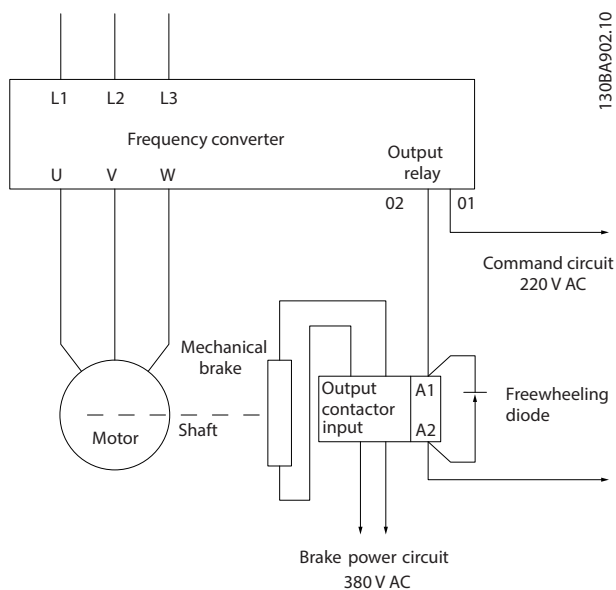 130BA902.10
L1 L2 L3
Frequency converter
U V W
Output
relay
02 01
Command circuit
220 V AC
Mechanical
brake
Output
contactor
input
A1
A2
Freewheeling
diode
Motor
Shaft
Brake power circuit
380 V AC